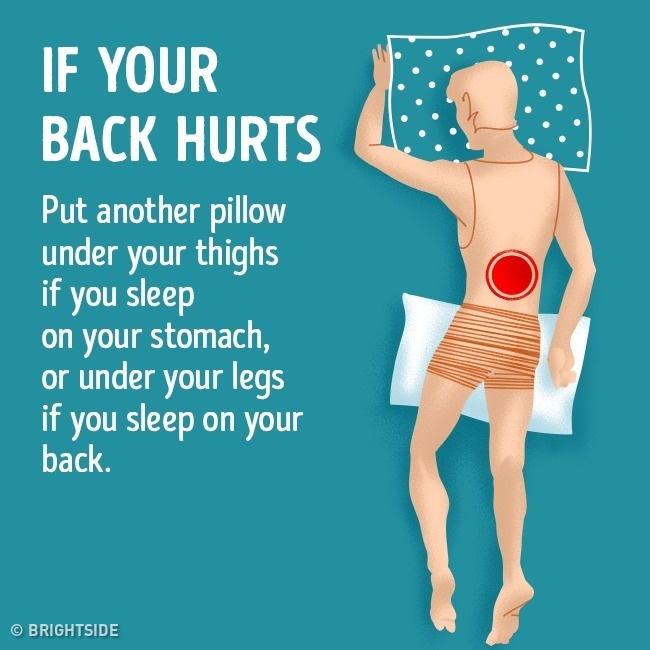 IF YOUR
BACK HURTS
Put another pillow
under your thighs
if you sleep
on your stomach,
or under your legs
if you sleep on your
back.
© BRIGHTSIDE